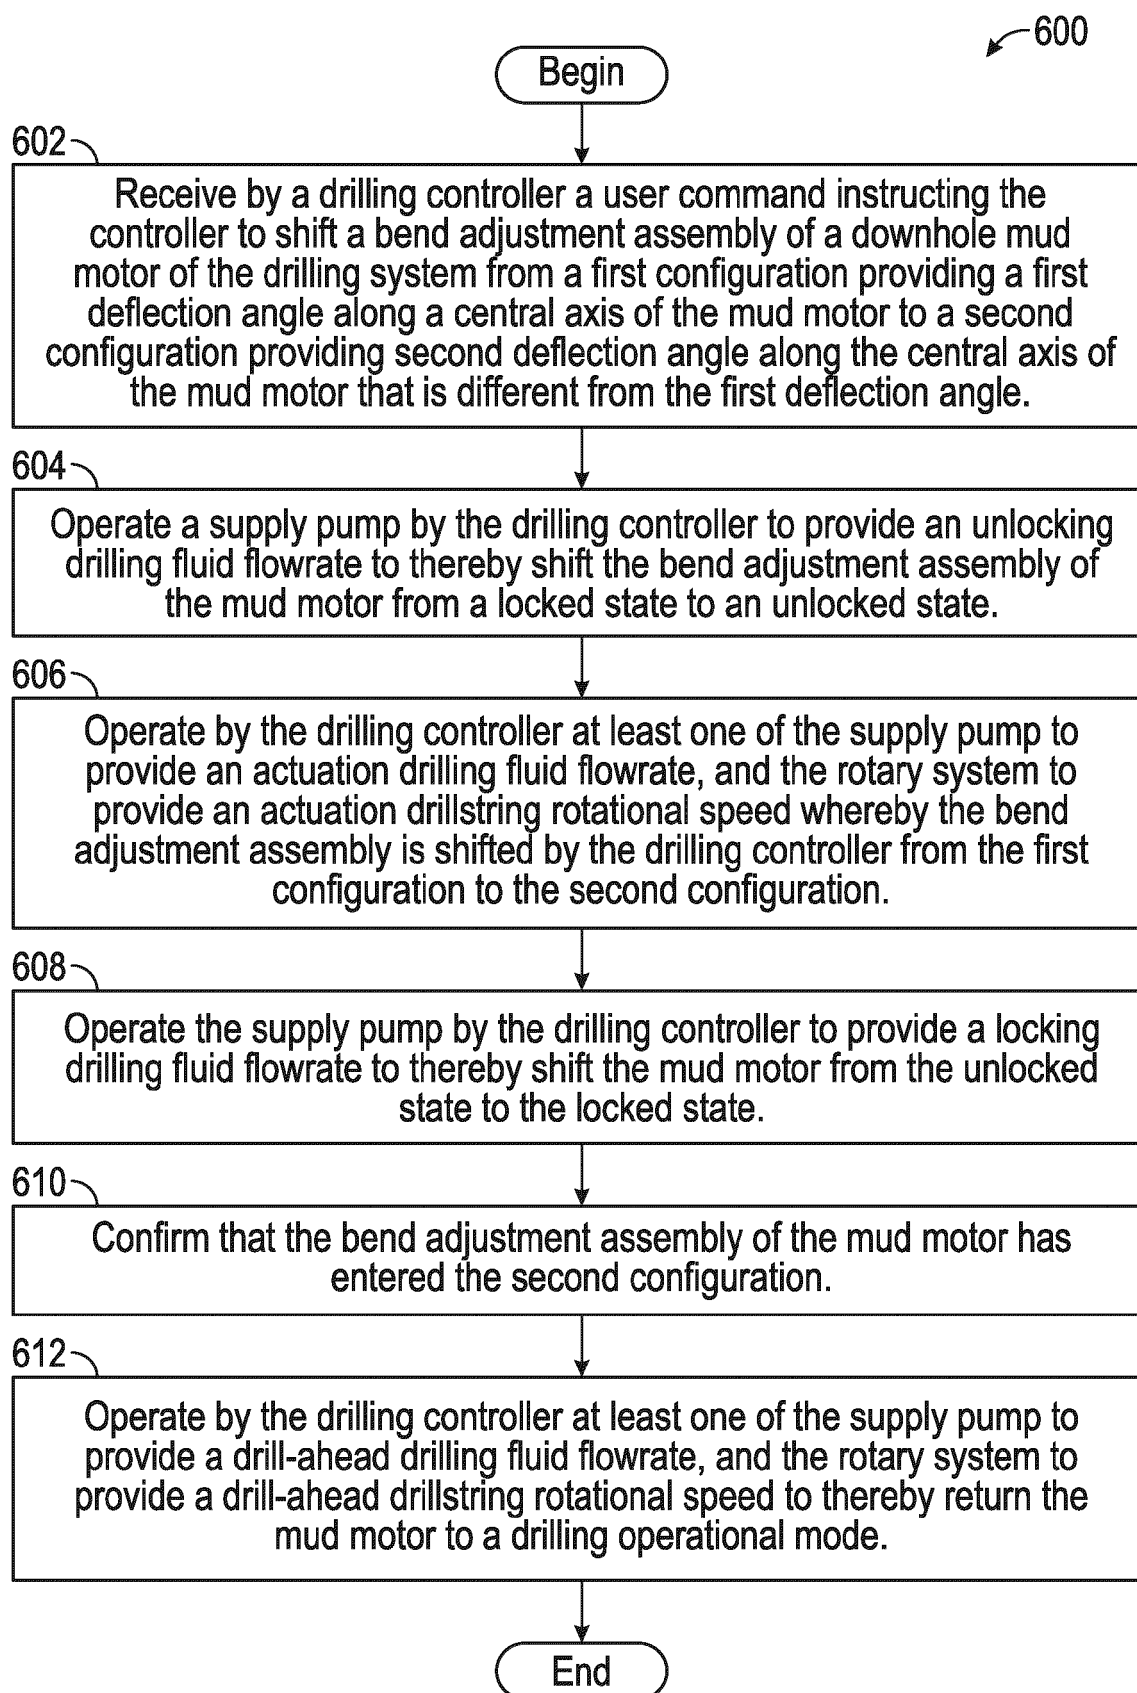 600
Begin
602
Receive by a drilling controller a user command instructing the
controller to shift a bend adjustment assembly of a downhole mud
motor of the drilling system from a first configuration providing a first
deflection angle along a central axis of the mud motor to a second
configuration providing second deflection angle along the central axis of
the mud motor that is different from the first deflection angle.
604
Operate a supply pump by the drilling controller to provide an unlocking
drilling fluid flowrate to thereby shift the bend adjustment assembly of
the mud motor from a locked state to an unlocked state.
606
Operate by the drilling controller at least one of the supply pump to
provide an actuation drilling fluid flowrate, and the rotary system to
provide an actuation drillstring rotational speed whereby the bend
adjustment assembly is shifted by the drilling controller from the first
configuration to the second configuration.
608
Operate the supply pump by the drilling controller to provide a locking
drilling fluid flowrate to thereby shift the mud motor from the unlocked
state to the locked state.
610
Confirm that the bend adjustment assembly of the mud motor has
entered the second configuration.
612
Operate by the drilling controller at least one of the supply pump to
provide a drill-ahead drilling fluid flowrate, and the rotary system to
provide a drill-ahead drillstring rotational speed to thereby return the
mud motor to a drilling operational mode.
End